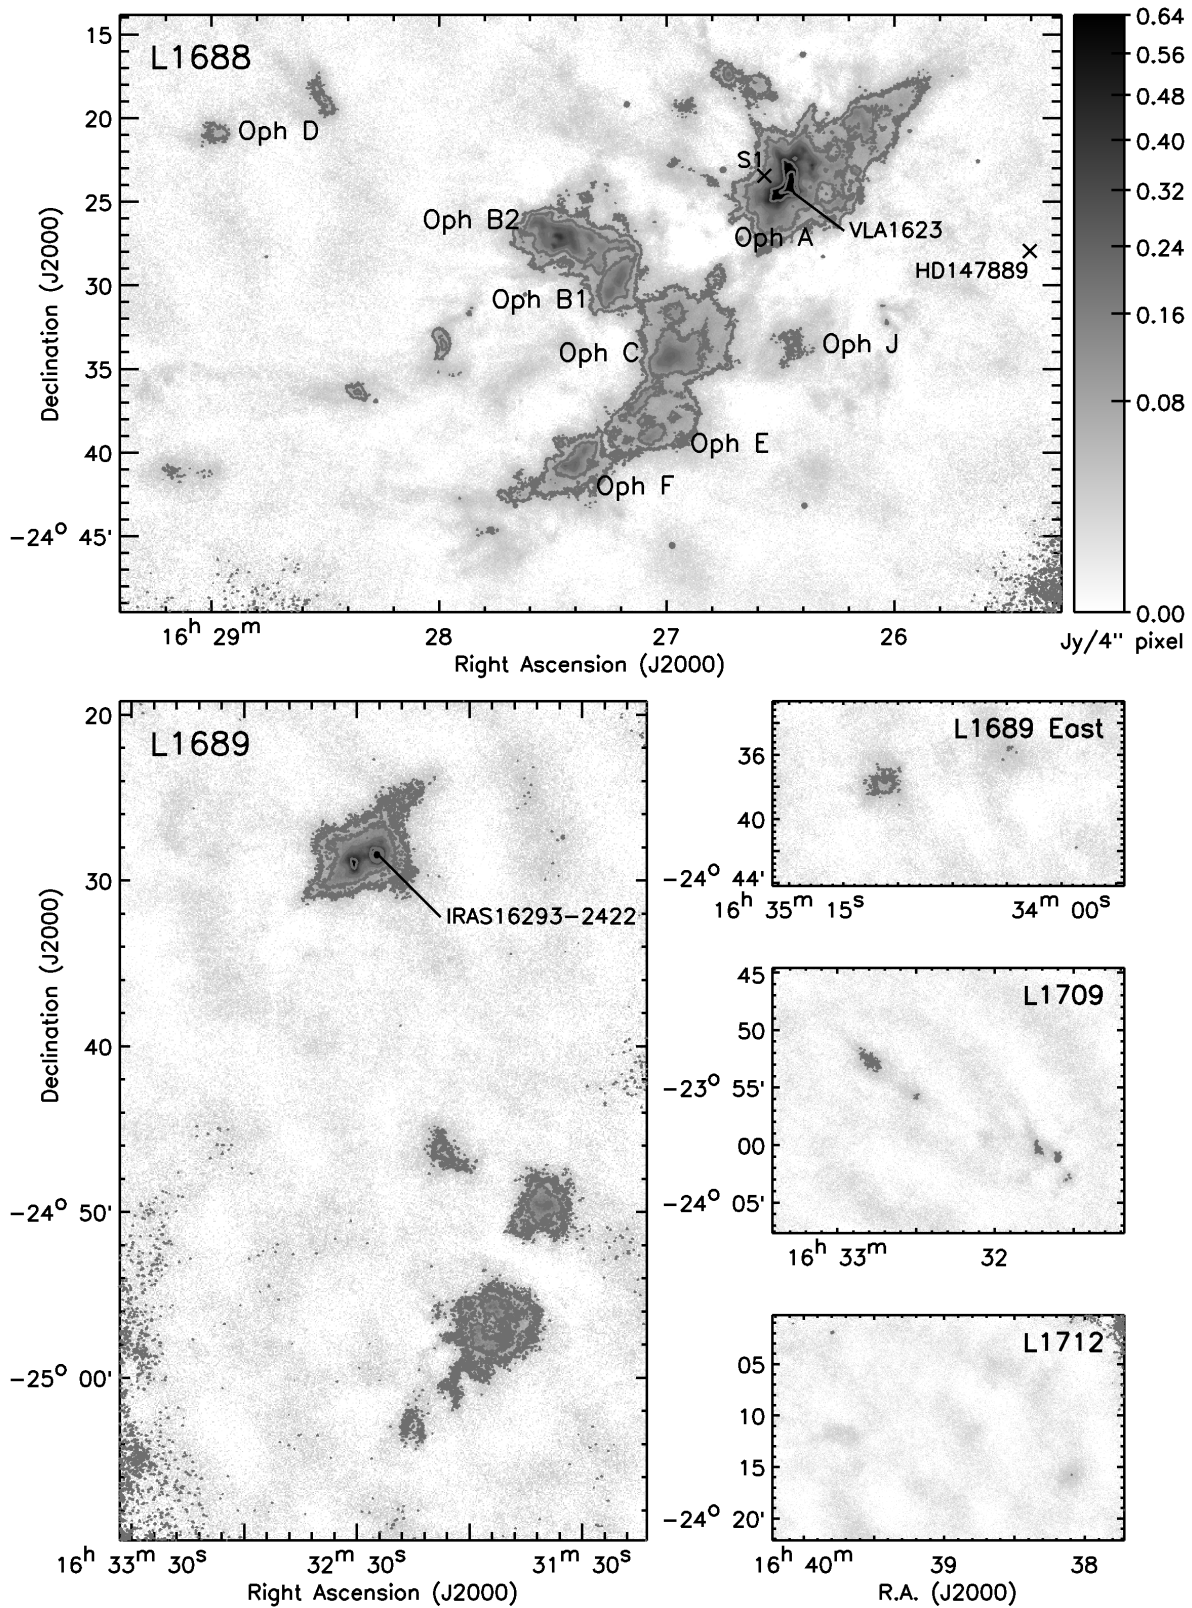 L1688
15
20
25
30
35
40
−24° 45'
Declination (J2000)
Oph D
Oph B2
Oph B1
S1
Oph A
VLA1623
HD147889
Oph C
Oph J
Oph E
Oph F
16ʰ 29ᵐ 28 27 26
Right Ascension (J2000)
0.64
0.56
0.48
0.40
0.32
0.24
0.16
0.08
0.00
Jy/4" pixel
L1689
20
30
40
−24° 50'
−25° 00'
Declination (J2000)
IRAS16293−2422
16ʰ 33ᵐ 30ˢ 32ᵐ 30ˢ 31ᵐ 30ˢ
Right Ascension (J2000)
L1689 East
36
40
−24° 44'
16ʰ 35ᵐ 15ˢ 34ᵐ 00ˢ
L1709
45
50
−23° 55'
00
−24° 05'
16ʰ 33ᵐ 32
L1712
05
10
15
−24° 20'
16ʰ 40ᵐ 39 38
R.A. (J2000)